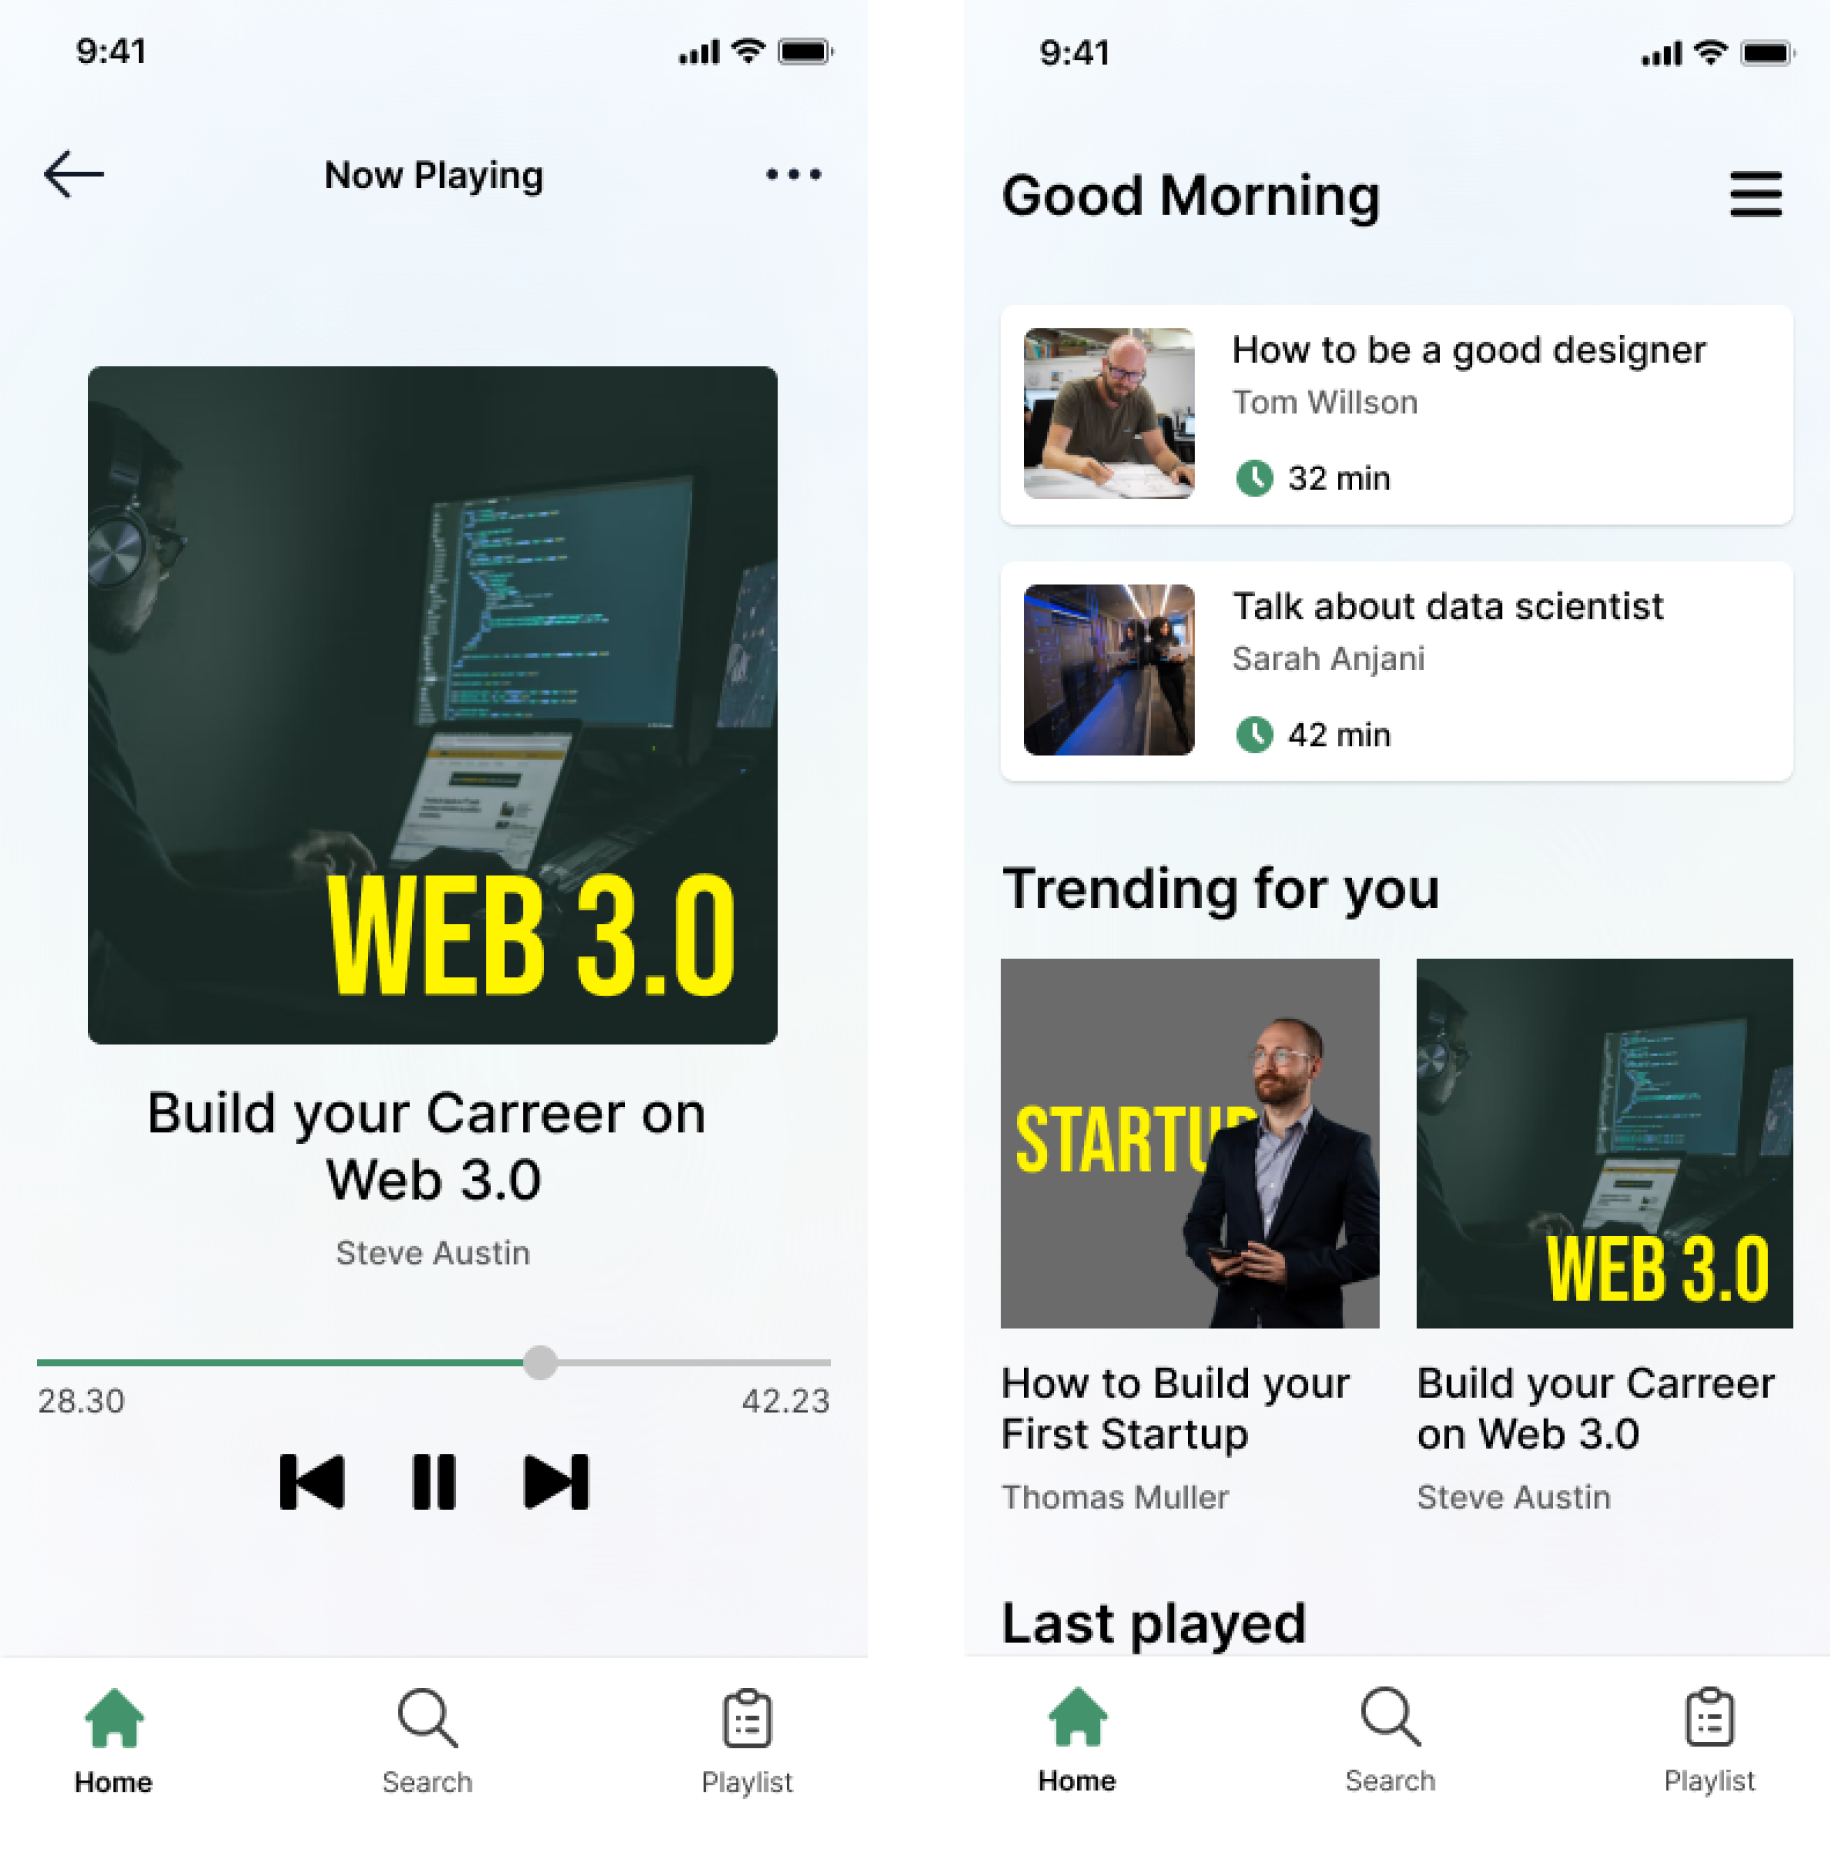 9:41
Now Playing
WEB 3.0
Build your Carreer on
Web 3.0
Steve Austin
28.30
42.23
Home
Search
Playlist
9:41
Good Morning
How to be a good designer
Tom Willson
32 min
Talk about data scientist
Sarah Anjani
42 min
Trending for you
STARTUP
WEB 3.0
How to Build your
First Startup
Thomas Muller
Build your Carreer
on Web 3.0
Steve Austin
Last played
Home
Search
Playlist